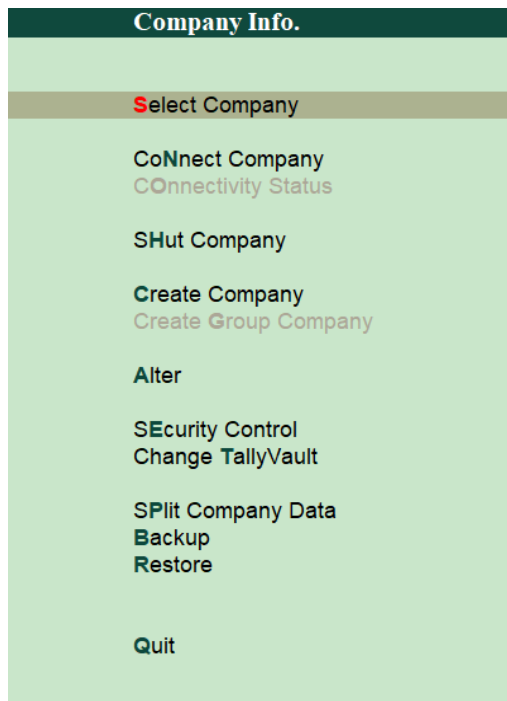 Company Info.
Select Company
CoNnect Company
COnnectivity Status
SHut Company
Create Company
Create Group Company
Alter
SEcurity Control
Change TallyVault
SPlit Company Data
Backup
Restore
Quit